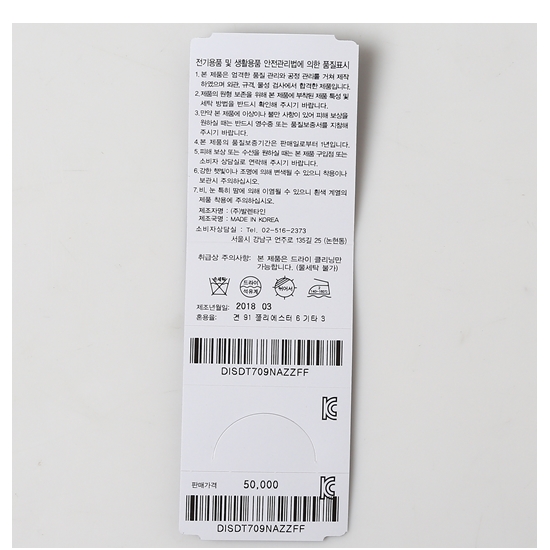 전기용품 및 생활용품 안전관리법에 의한 품질표시
1. 본 제품은 엄격한 품질 관리와 공정 관리를 거쳐 제작
하였으며 외관, 규격, 물성 검사에서 합격한 제품입니다.
2. 제품의 원형 보존을 위해 본 제품에 부착된 제품 특성 및
세탁 방법을 반드시 확인해 주시기 바랍니다.
3. 만약 본 제품에 이상이나 불만 사항이 있어 피해 보상을
원하실 때는 반드시 영수증 또는 품질보증서를 지참해
주시기 바랍니다.
4. 본 제품의 품질보증기간은 판매일로부터 1년입니다.
5. 피해 보상 또는 수선을 원하실 때는 본 제품 구입점 또는
소비자 상담실로 연락해 주시기 바랍니다.
6. 강한 햇빛이나 조명에 의해 변색될 수 있으니 착용이나
보관시 주의하십시오.
7. 비, 눈 특히 땀에 의해 이염될 수 있으니 흰색 계열의
제품 착용에 주의하십시오.
제조자명 : (주)발렌타인
제조국명 : MADE IN KOREA
소비자상담실 : Tel. 02-516-2373
서울시 강남구 언주로 135길 25 (논현동)
취급상 주의사항: 본 제품은 드라이 클리닝만
가능합니다. (물세탁 불가)
드라이
석유계
뉘어서
140~160℃
제조년월일: 2018 03
혼용율: 면 91 폴리에스터 6 기타 3
DISDT709NAZZFF
판매가격 50,000
DISDT709NAZZFF